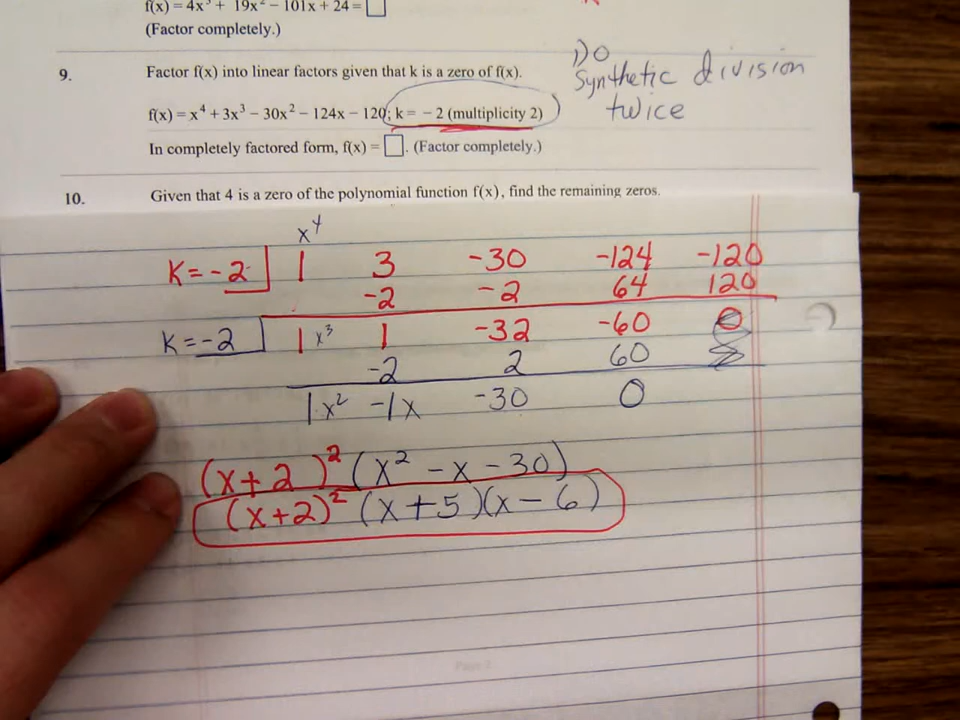 f(x) = 4x³ + 19x² − 101x + 24 = □
(Factor completely.)
9. Factor f(x) into linear factors given that k is a zero of f(x).
f(x) = x⁴ + 3x³ − 30x² − 124x − 120; k = − 2 (multiplicity 2)
In completely factored form, f(x) = □. (Factor completely.)
DO
Synthetic division
twice
10. Given that 4 is a zero of the polynomial function f(x), find the remaining zeros.
x⁴
K = -2 1 3 -30 -124 -120
-2 -2 64 120
K = -2 1 x³ 1 -32 -60 0
-2 2 60
1x² -1x -30 0
(x+2)² (x² - x - 30)
(x+2)² (x+5)(x-6)